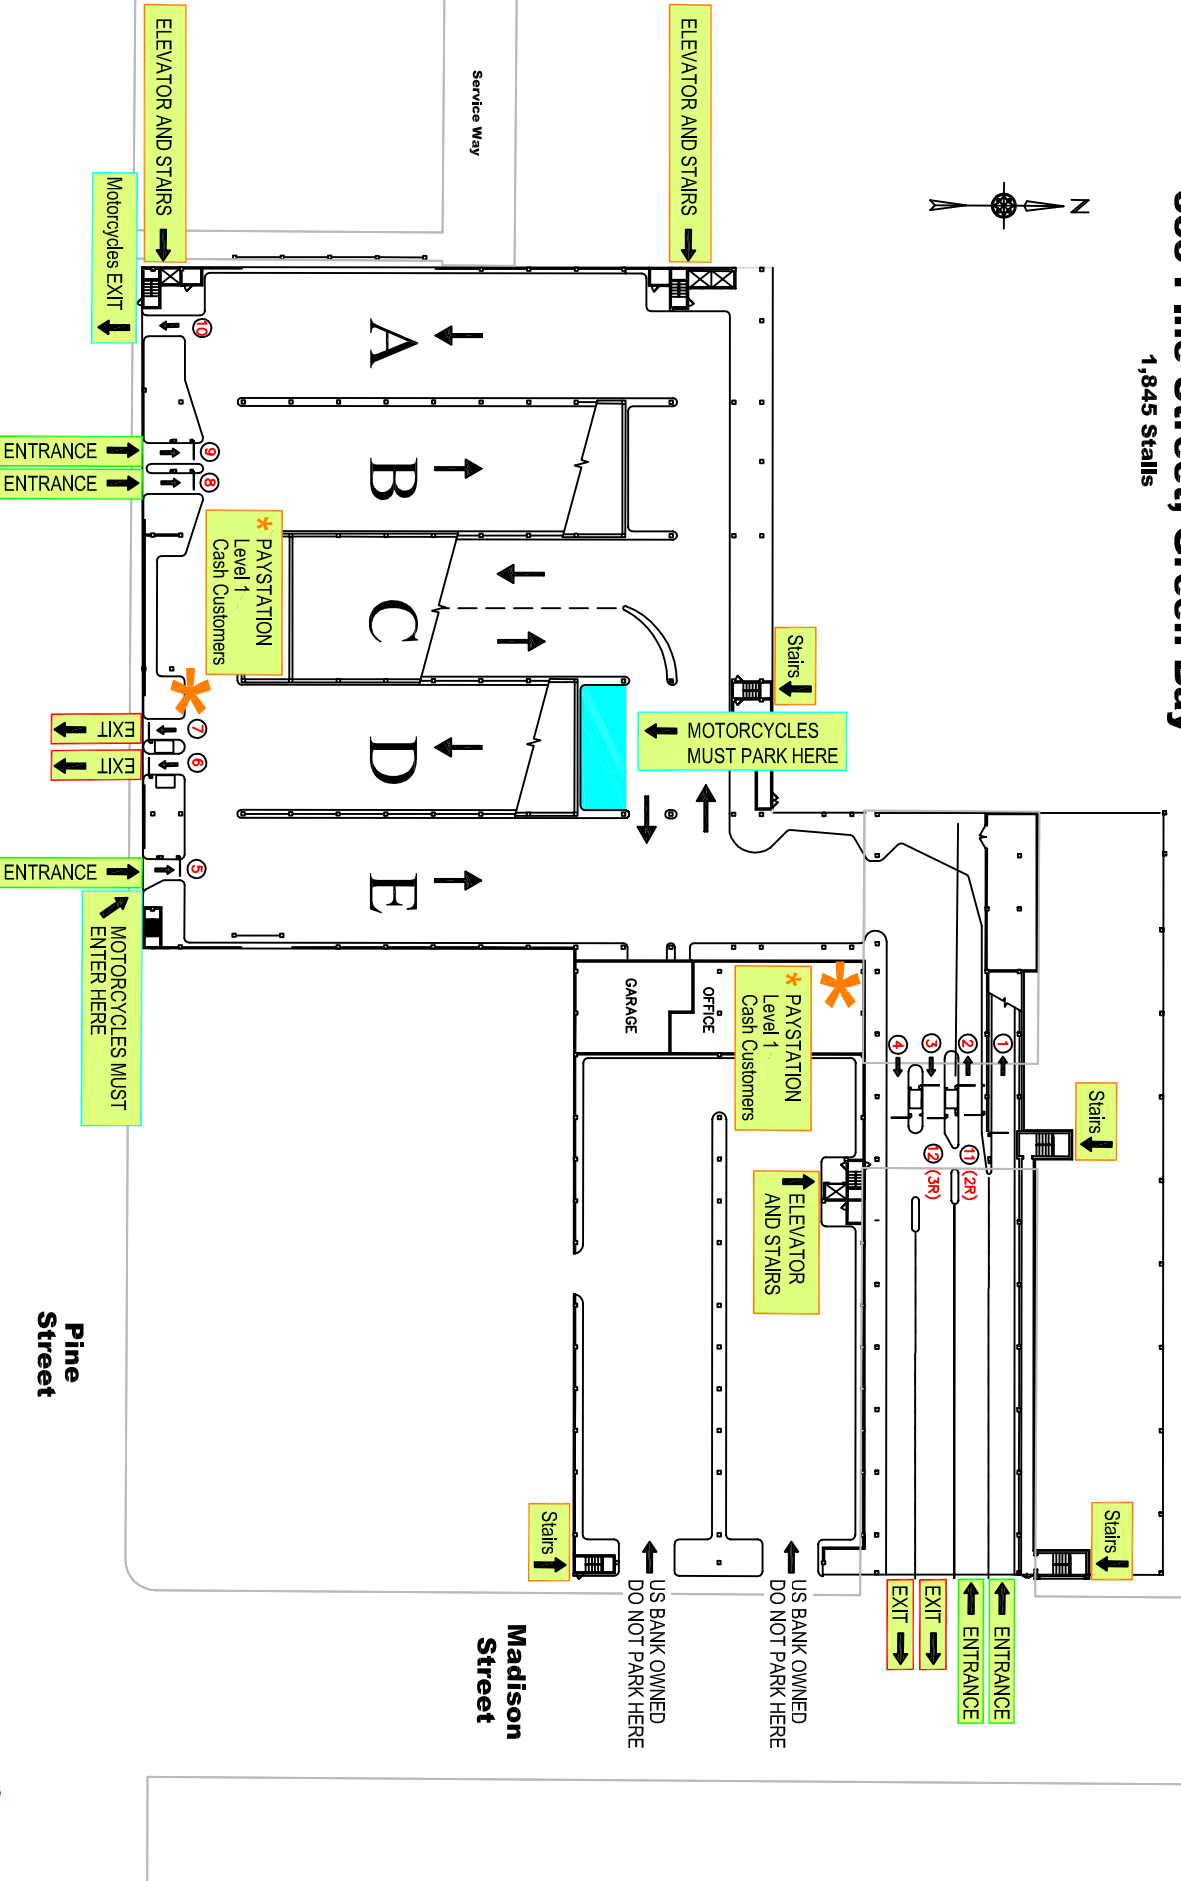 1,845 Stalls
N
ELEVATOR AND STAIRS
ELEVATOR AND STAIRS
Service Way
Motorcycles EXIT
10
A
ENTRANCE
ENTRANCE
9
8
B
* PAYSTATION
Level 1
Cash Customers
C
Stairs
MOTORCYCLES
MUST PARK HERE
EXIT
EXIT
7
6
D
ENTRANCE
5
E
MOTORCYCLES MUST
ENTER HERE
GARAGE
OFFICE
* PAYSTATION
Level 1
Cash Customers
1
2
3
4
11 (2R)
12 (3R)
Stairs
ELEVATOR
AND STAIRS
Stairs
Stairs
ENTRANCE
ENTRANCE
EXIT
EXIT
US BANK OWNED
DO NOT PARK HERE
US BANK OWNED
DO NOT PARK HERE
Pine
Street
Madison
Street